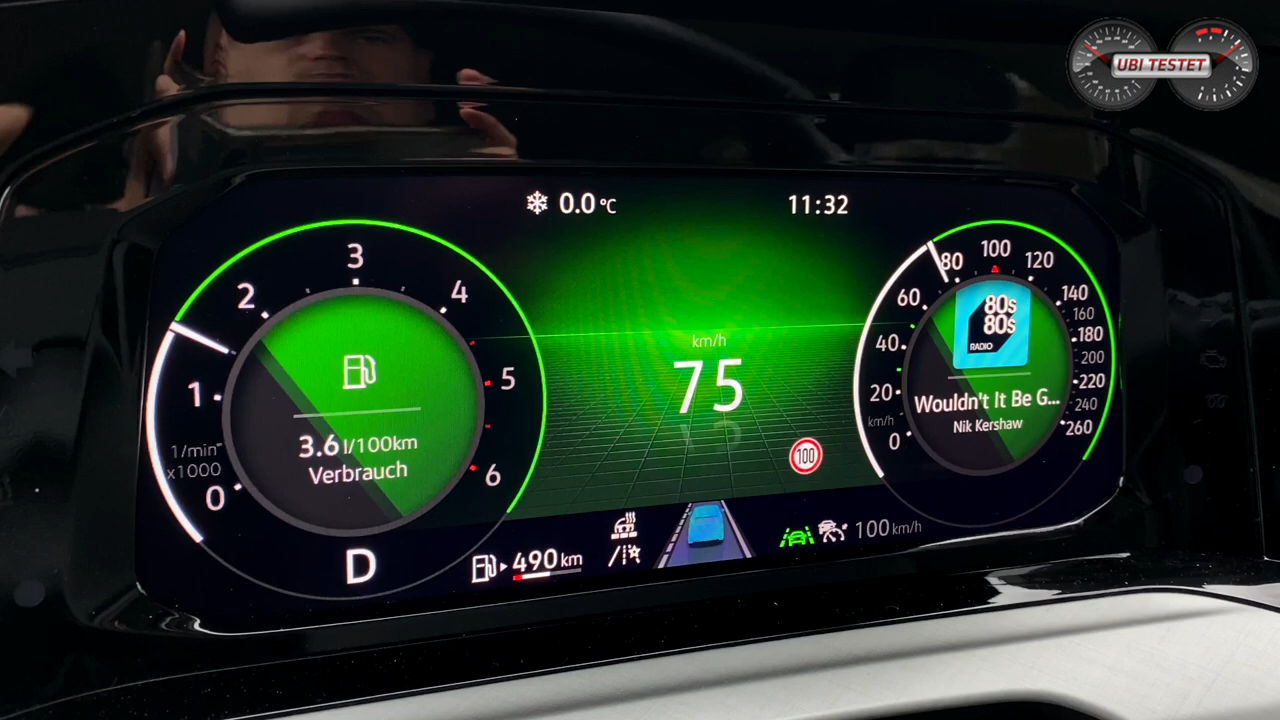 UBI TESTET
0.0 °C
11:32
0
1
2
3
4
5
6
1/min
x1000
3.6 l/100km
Verbrauch
D
km/h
75
100
490 km
100 km/h
0
20
40
60
80
100
120
140
160
180
200
220
240
260
km/h
80s
80s
RADIO
Wouldn't It Be G...
Nik Kershaw